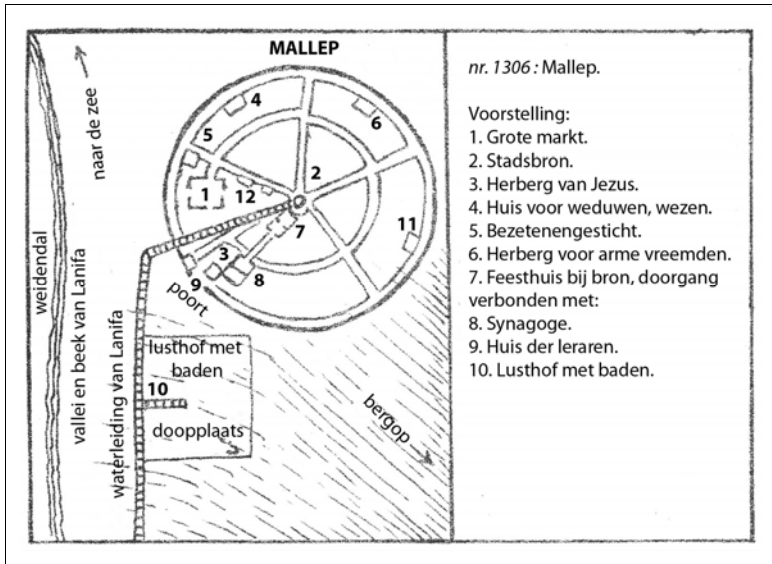 MALLEP
naar de zee
weidendal
vallei en beek van Lanifa
waterleiding van Lanifa
4
6
5
2
1
12
11
7
3
8
9
poort
lusthof met
baden
10
doopplaats
bergop
nr. 1306 : Mallep.
Voorstelling:
1. Grote markt.
2. Stadsbron.
3. Herberg van Jezus.
4. Huis voor weduwen, wezen.
5. Bezetenengesticht.
6. Herberg voor arme vreemden.
7. Feesthuis bij bron, doorgang
verbonden met:
8. Synagoge.
9. Huis der leraren.
10. Lusthof met baden.